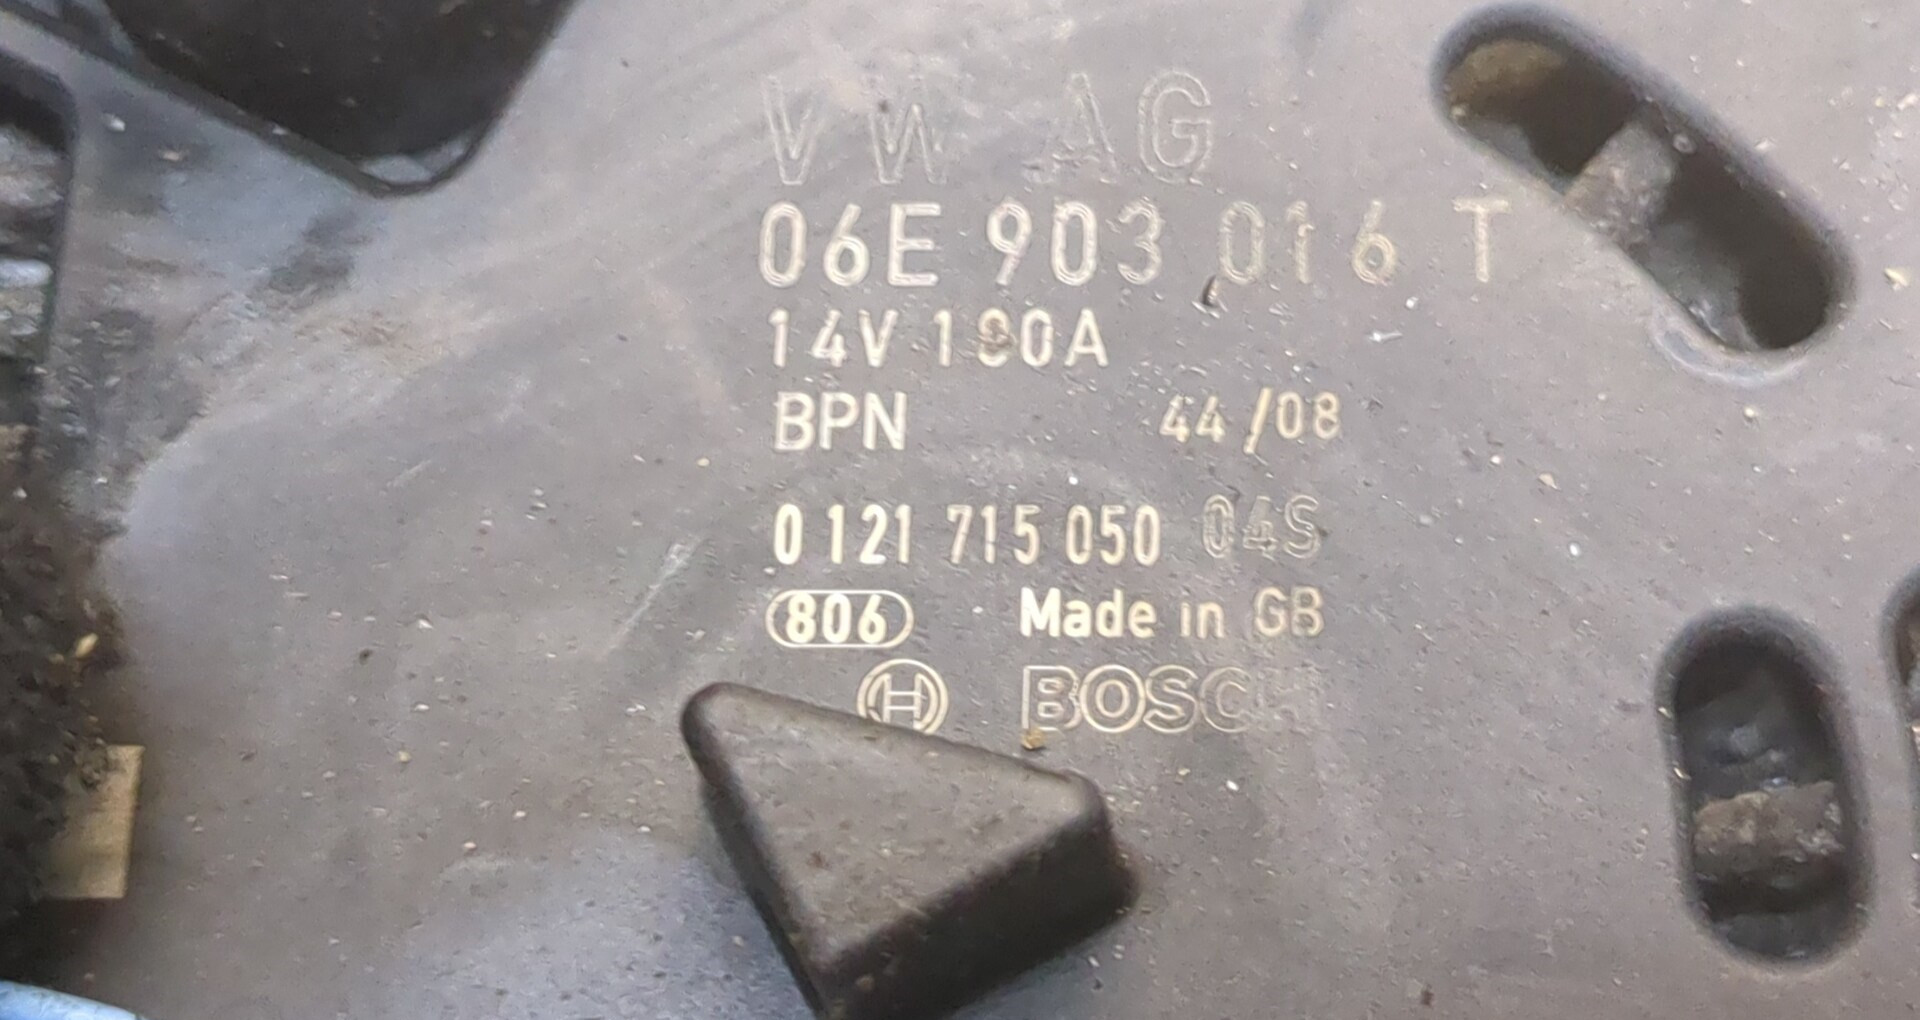 VW AG
06E 903 016 T
14V 180A
BPN 44/08
0 121 715 050 04S
806 Made in GB
H BOSCH